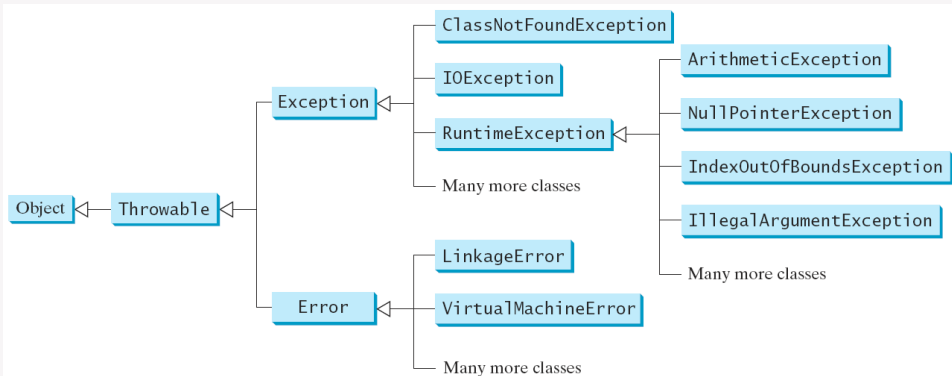 ClassNotFoundException
ArithmeticException
IOException
Exception
NullPointerException
RuntimeException
IndexOutOfBoundsException
Many more classes
Object
Throwable
IllegalArgumentException
LinkageError
Many more classes
Error
VirtualMachineError
Many more classes